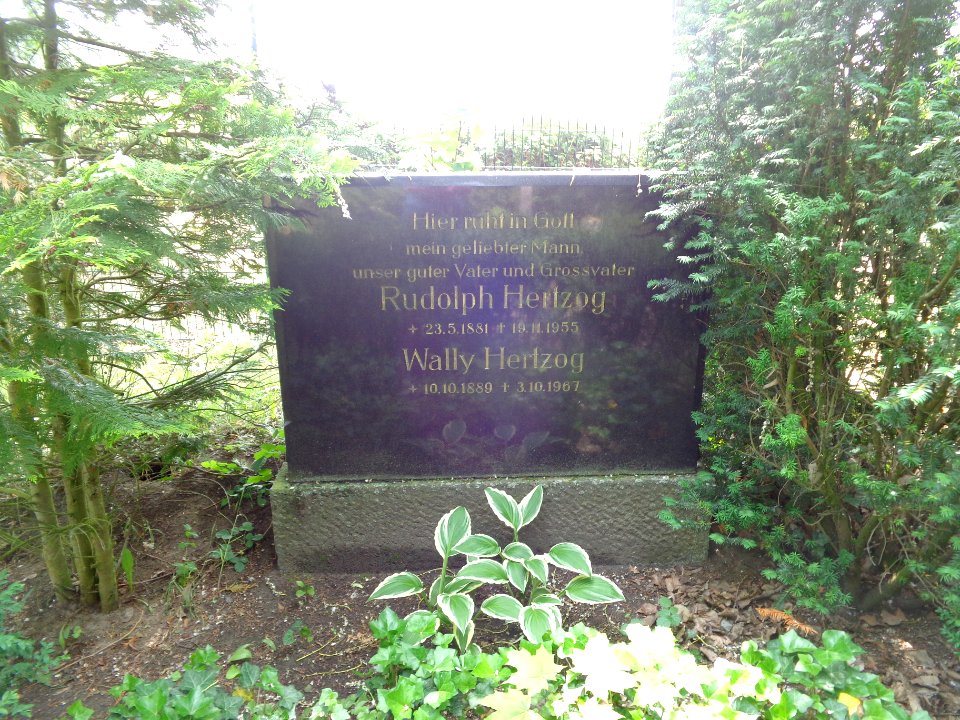 Hier ruht in Gott
mein geliebter Mann,
unser guter Vater und Grossvater
Rudolph Hertzog
+ 23.5.1881 † 19.11.1955
Wally Hertzog
+ 10.10.1889 † 3.10.1967